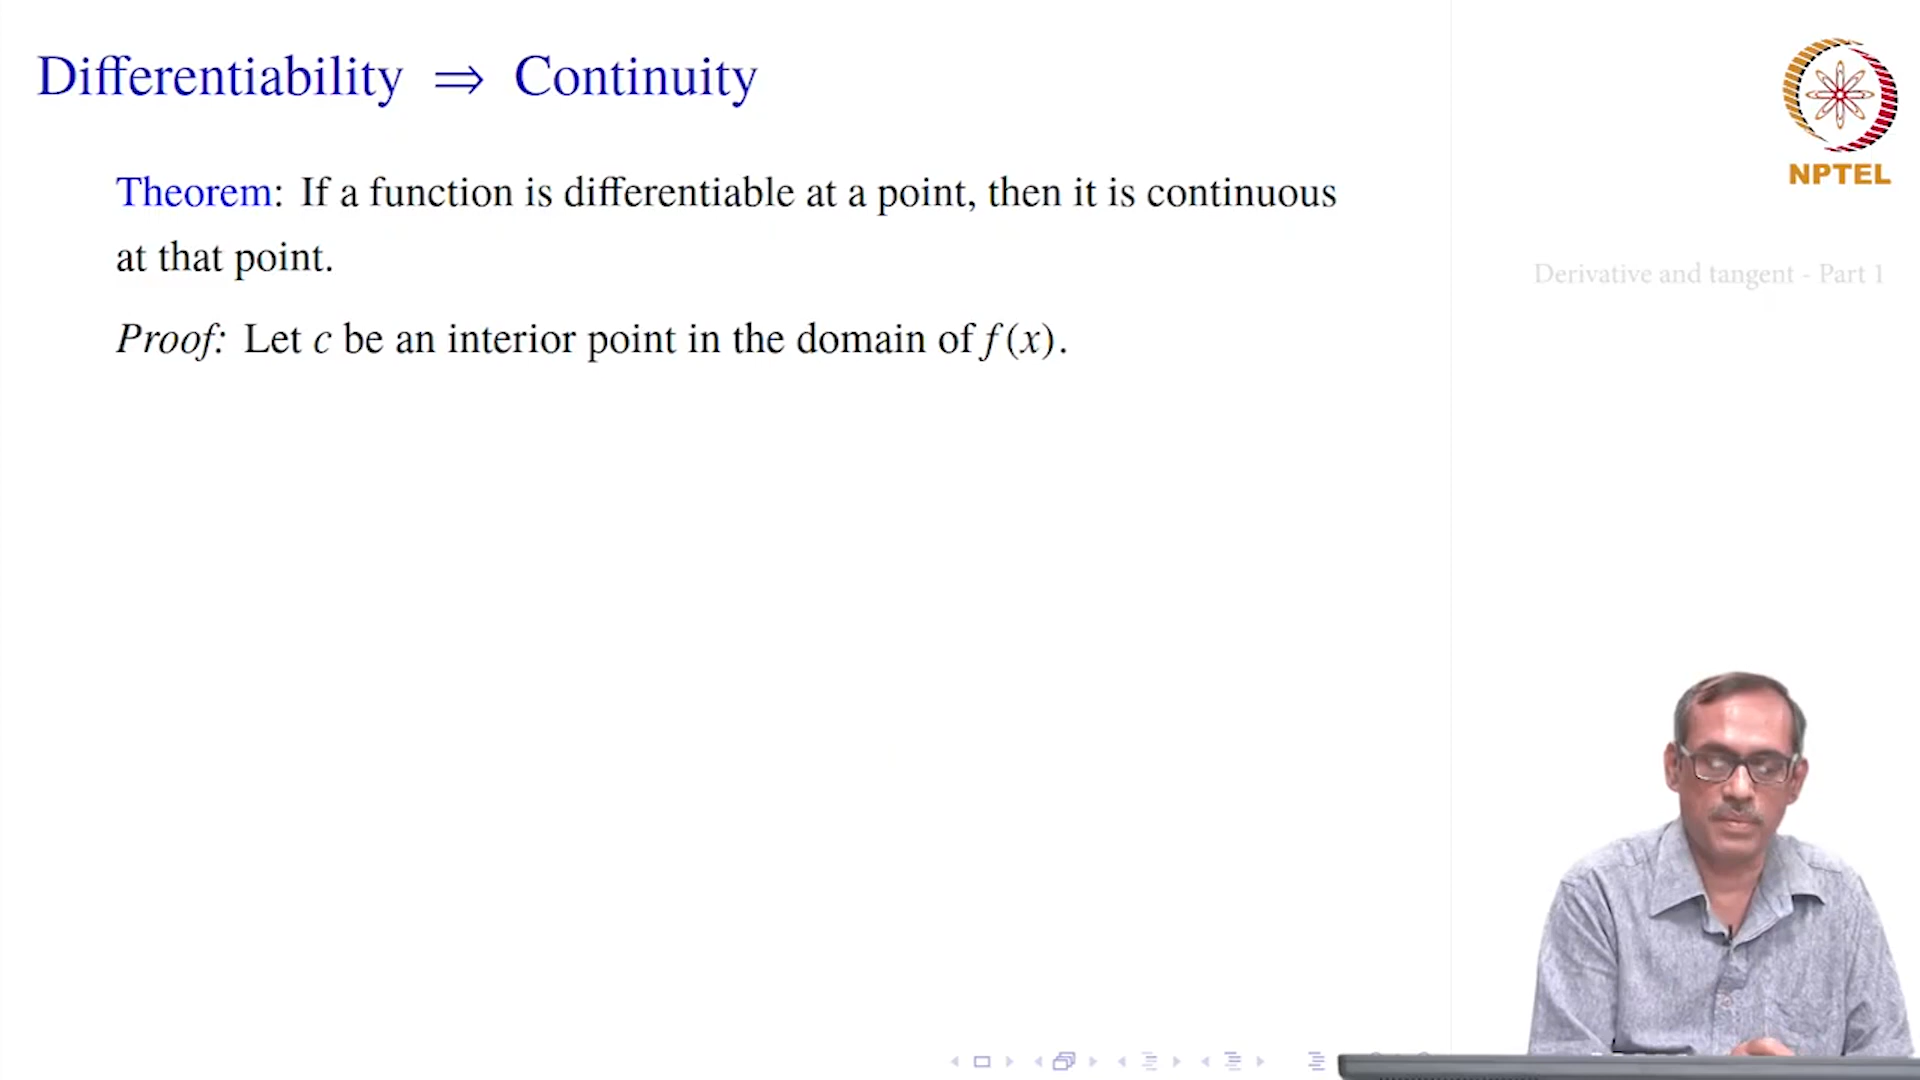 Differentiability ⇒ Continuity
NPTEL
Theorem: If a function is differentiable at a point, then it is continuous
at that point.
Derivative and tangent - Part 1
Proof: Let c be an interior point in the domain of f(x).